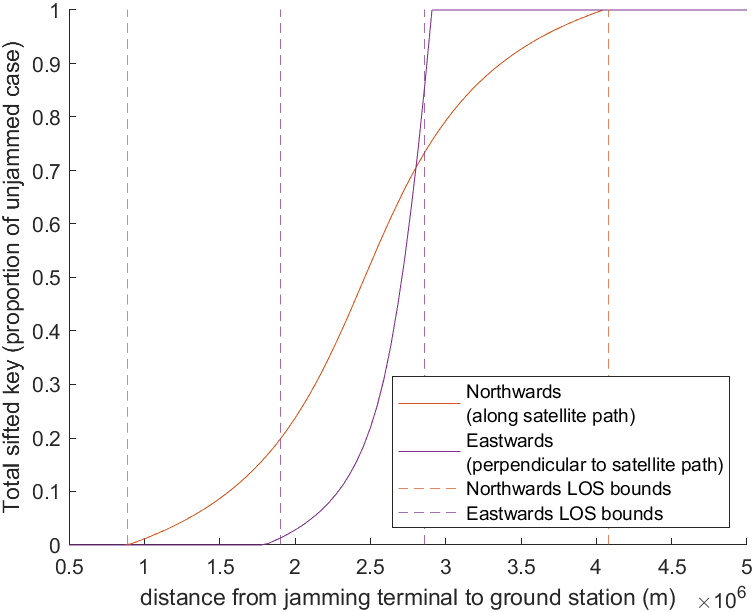 Total sifted key (proportion of unjammed case)
1
0.9
0.8
0.7
0.6
0.5
0.4
0.3
0.2
0.1
0
Northwards
(along satellite path)
Eastwards
(perpendicular to satellite path)
Northwards LOS bounds
Eastwards LOS bounds
0.5 1 1.5 2 2.5 3 3.5 4 4.5 5
distance from jamming terminal to ground station (m) ×10⁶